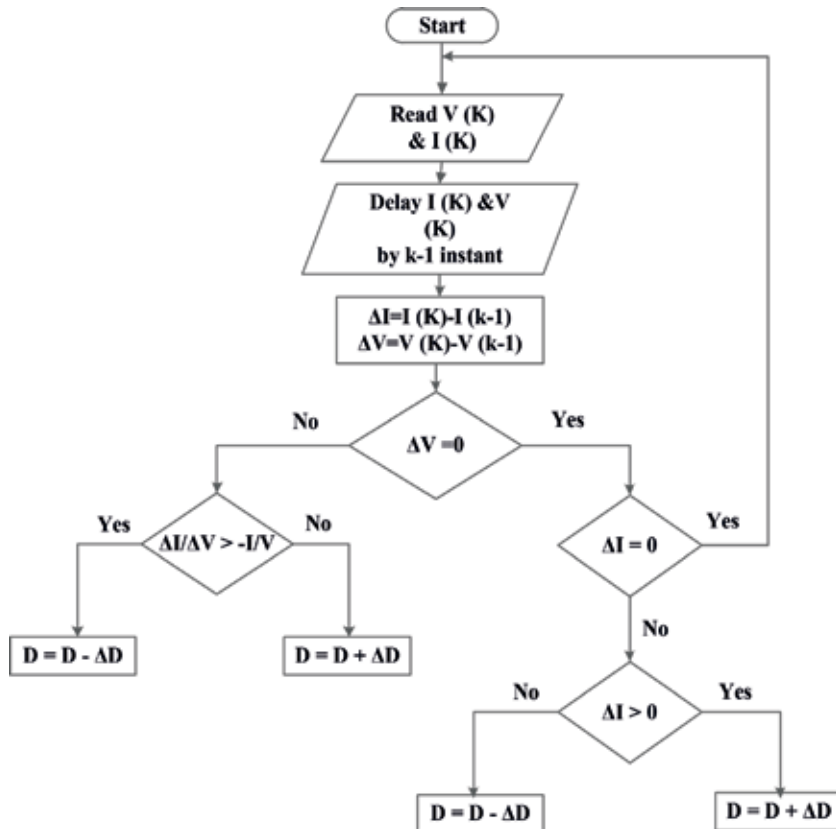 Start
Read V (K)
& I (K)
Delay I (K) &V
(K)
by k-1 instant
ΔI=I (K)-I (k-1)
ΔV=V (K)-V (k-1)
No
Yes
ΔV =0
Yes
No
ΔI/ΔV > -I/V
Yes
ΔI = 0
D = D - ΔD
D = D + ΔD
No
No
Yes
ΔI > 0
D = D - ΔD
D = D + ΔD